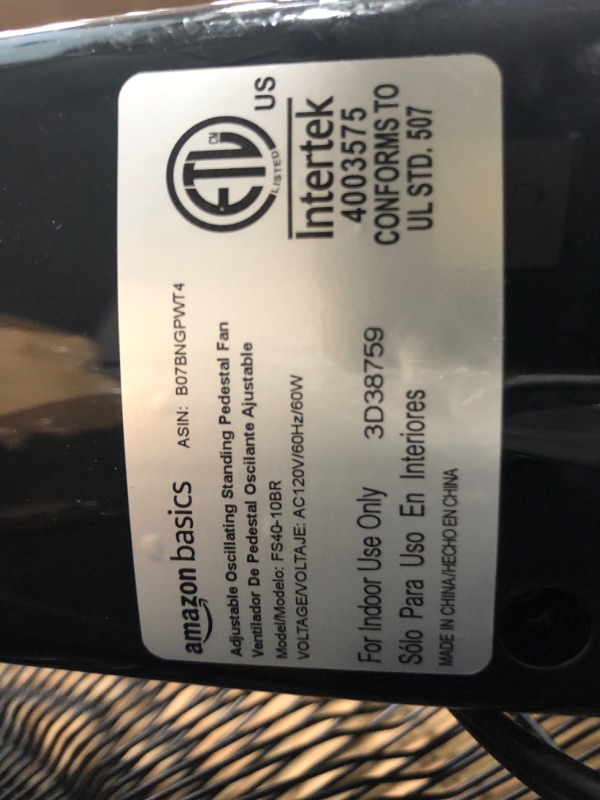 amazon basics ASIN: B07BNGPWT4
Adjustable Oscillating Standing Pedestal Fan
Ventilador De Pedestal Oscilante Ajustable
Model/Modelo: FS40-10BR
VOLTAGE/VOLTAJE: AC120V/60Hz/60W
For Indoor Use Only 3D38759
Sólo Para Uso En Interiores
MADE IN CHINA/HECHO EN CHINA
ETL CM
LISTED
US
Intertek
4003575
CONFORMS TO
UL STD. 507